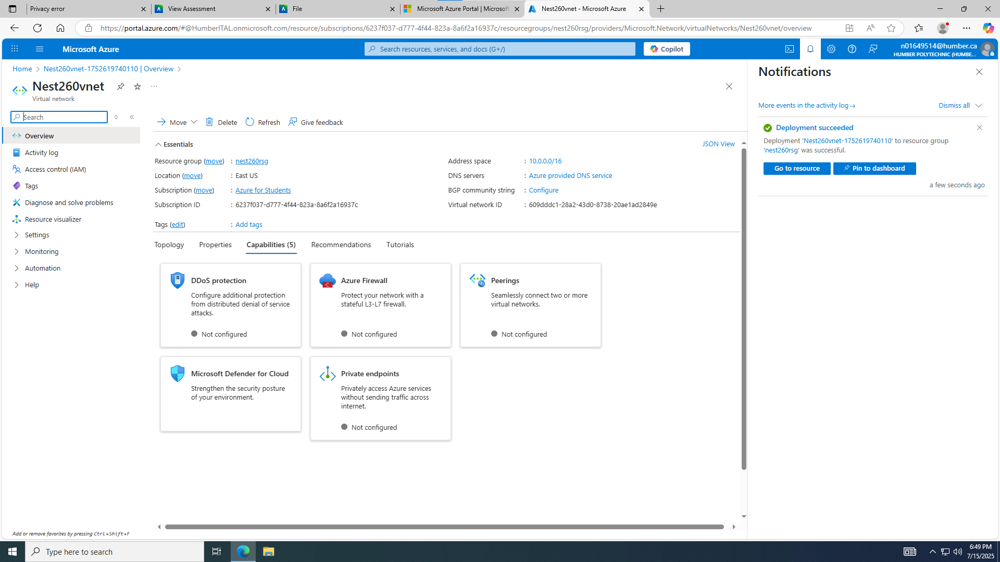 Privacy error
View Assessment
File
Microsoft Azure Portal | Microsoft
Nest260vnet - Microsoft Azure
https://portal.azure.com/#@HumberITAL.onmicrosoft.com/resource/subscriptions/6237f037-d777-4f44-823a-8a6f2a16937c/resourcegroups/nest260rsg/providers/Microsoft.Network/virtualNetworks/Nest260vnet/overview
Microsoft Azure
Search resources, services, and docs (G+/)
Copilot
n01649514@humber.ca
HUMBER POLYTECHNIC (HUMBE...
Home > Nest260vnet-1752619740110 | Overview >
Nest260vnet
Virtual network
Search
Overview
Activity log
Access control (IAM)
Tags
Diagnose and solve problems
Resource visualizer
Settings
Monitoring
Automation
Help
Add or remove favorites by pressing Ctrl+Shift+F
Move
Delete
Refresh
Give feedback
Essentials
JSON View
Resource group (move) : nest260rsg
Location (move) : East US
Subscription (move) : Azure for Students
Subscription ID : 6237f037-d777-4f44-823a-8a6f2a16937c
Address space : 10.0.0.0/16
DNS servers : Azure provided DNS service
BGP community string : Configure
Virtual network ID : 609dddc1-28a2-43d0-8738-20ae1ad2849e
Tags (edit) : Add tags
Topology
Properties
Capabilities (5)
Recommendations
Tutorials
DDoS protection
Configure additional protection
from distributed denial of service
attacks.
Not configured
Azure Firewall
Protect your network with a
stateful L3-L7 firewall.
Not configured
Peerings
Seamlessly connect two or more
virtual networks.
Not configured
Microsoft Defender for Cloud
Strengthen the security posture
of your environment.
Private endpoints
Privately access Azure services
without sending traffic across
internet.
Not configured
Notifications
More events in the activity log →
Dismiss all
Deployment succeeded
Deployment 'Nest260vnet-1752619740110' to resource group
'nest260rsg' was successful.
Go to resource
Pin to dashboard
a few seconds ago
Type here to search
6:49 PM
7/15/2025